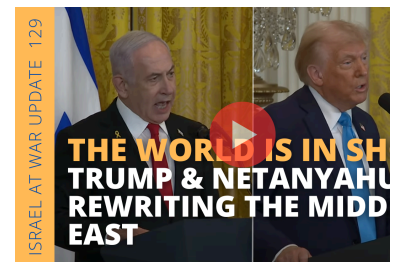 ISRAEL AT WAR UPDATE 129
THE WORLD IS IN SH
TRUMP & NETANYAHU
REWRITING THE MIDD
EAST